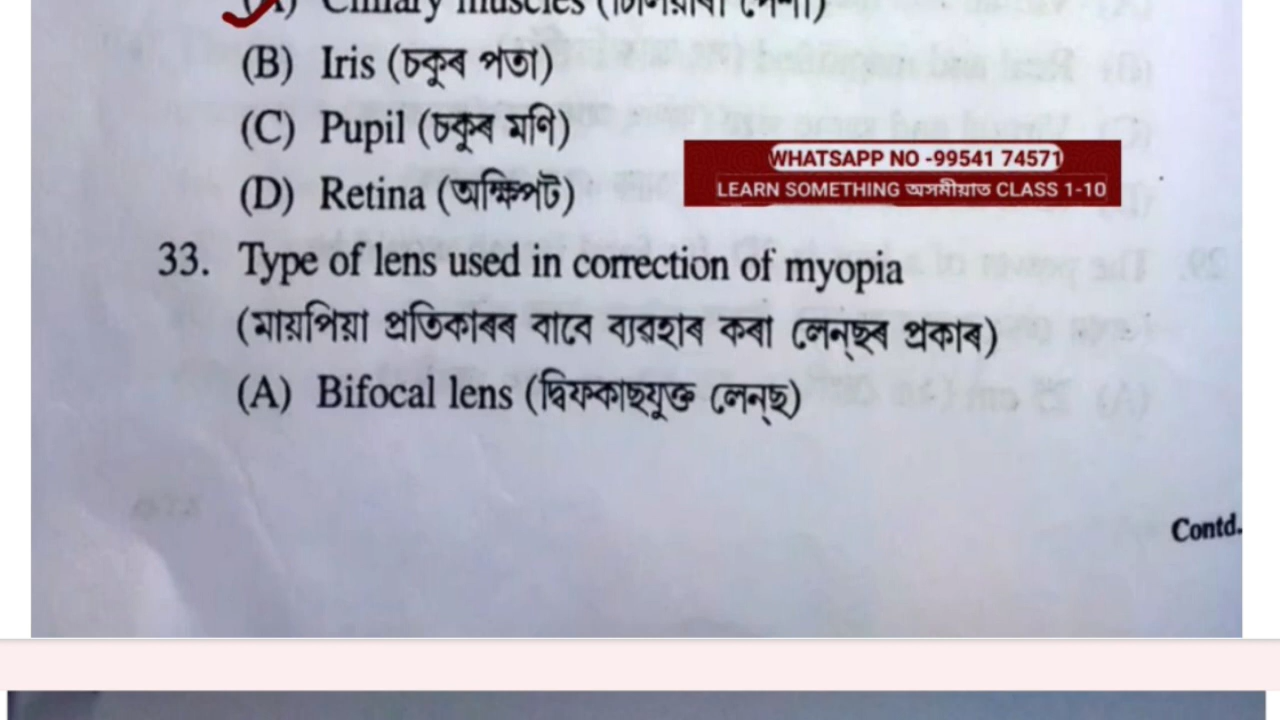 (A) Ciliary muscles (চিলিয়াৰী পেশী)
(B) Iris (চকুৰ পতা)
(C) Pupil (চকুৰ মণি)
WHATSAPP NO -99541 74571
(D) Retina (অক্ষিপট)
LEARN SOMETHING অসমীয়াত CLASS 1-10
33. Type of lens used in correction of myopia
(মায়পিয়া প্ৰতিকাৰৰ বাবে ব্যৱহাৰ কৰা লেন্‌ছৰ প্ৰকাৰ)
(A) Bifocal lens (দ্বিফকাছযুক্ত লেন্‌ছ)
Contd.